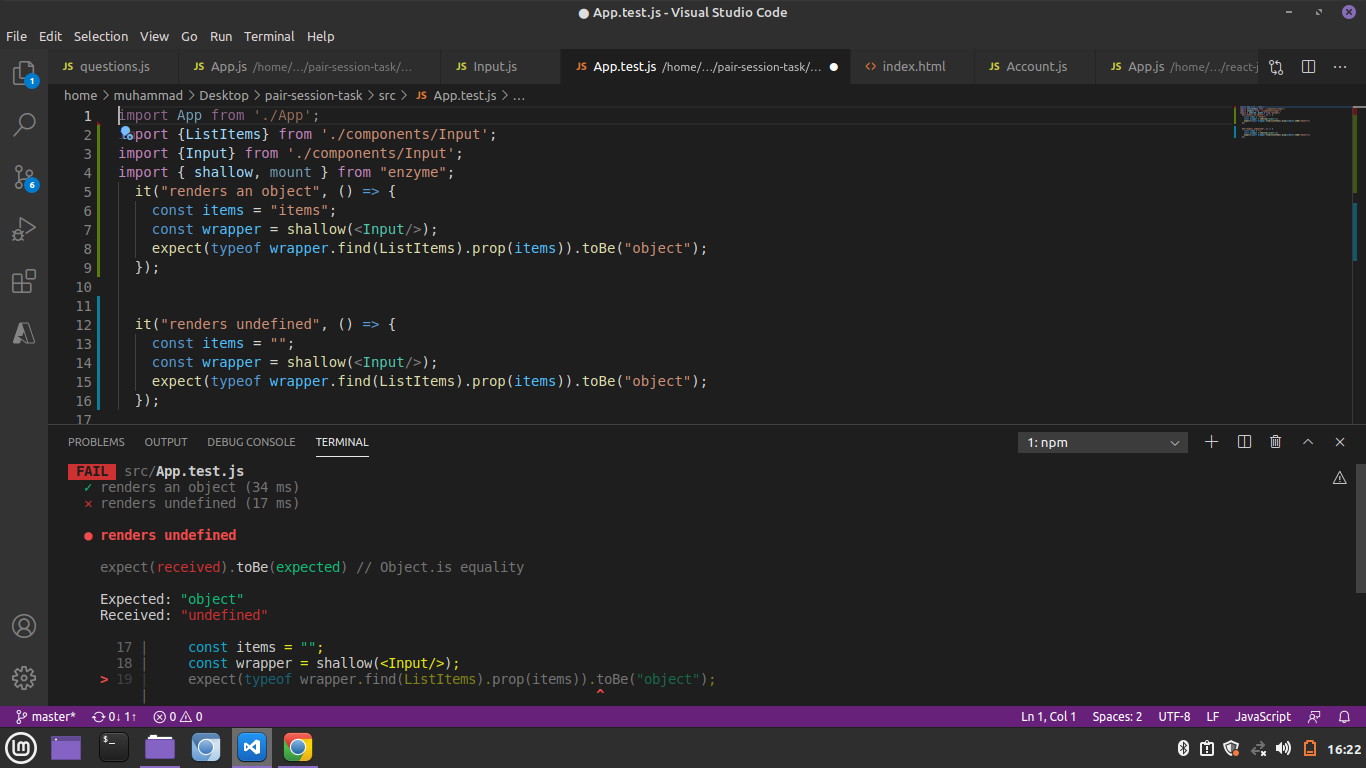 ● App.test.js - Visual Studio Code
File Edit Selection View Go Run Terminal Help
JS questions.js JS App.js /home/.../pair-session-task/... JS Input.js JS App.test.js /home/.../pair-session-task/... ● <> index.html JS Account.js JS App.js /home/.../react-j
home > muhammad > Desktop > pair-session-task > src > JS App.test.js > ...
1 import App from './App';
2 import {ListItems} from './components/Input';
3 import {Input} from './components/Input';
4 import { shallow, mount } from "enzyme";
5 it("renders an object", () => {
6 const items = "items";
7 const wrapper = shallow(<Input/>);
8 expect(typeof wrapper.find(ListItems).prop(items)).toBe("object");
9 });
10
11
12 it("renders undefined", () => {
13 const items = "";
14 const wrapper = shallow(<Input/>);
15 expect(typeof wrapper.find(ListItems).prop(items)).toBe("object");
16 });
17
1
6
PROBLEMS OUTPUT DEBUG CONSOLE TERMINAL 1: npm
FAIL src/App.test.js
✓ renders an object (34 ms)
✕ renders undefined (17 ms)
● renders undefined
expect(received).toBe(expected) // Object.is equality
Expected: "object"
Received: "undefined"
17 | const items = "";
18 | const wrapper = shallow(<Input/>);
> 19 | expect(typeof wrapper.find(ListItems).prop(items)).toBe("object");
| ^
master* 0↓ 1↑ 0 0 Ln 1, Col 1 Spaces: 2 UTF-8 LF JavaScript
16:22